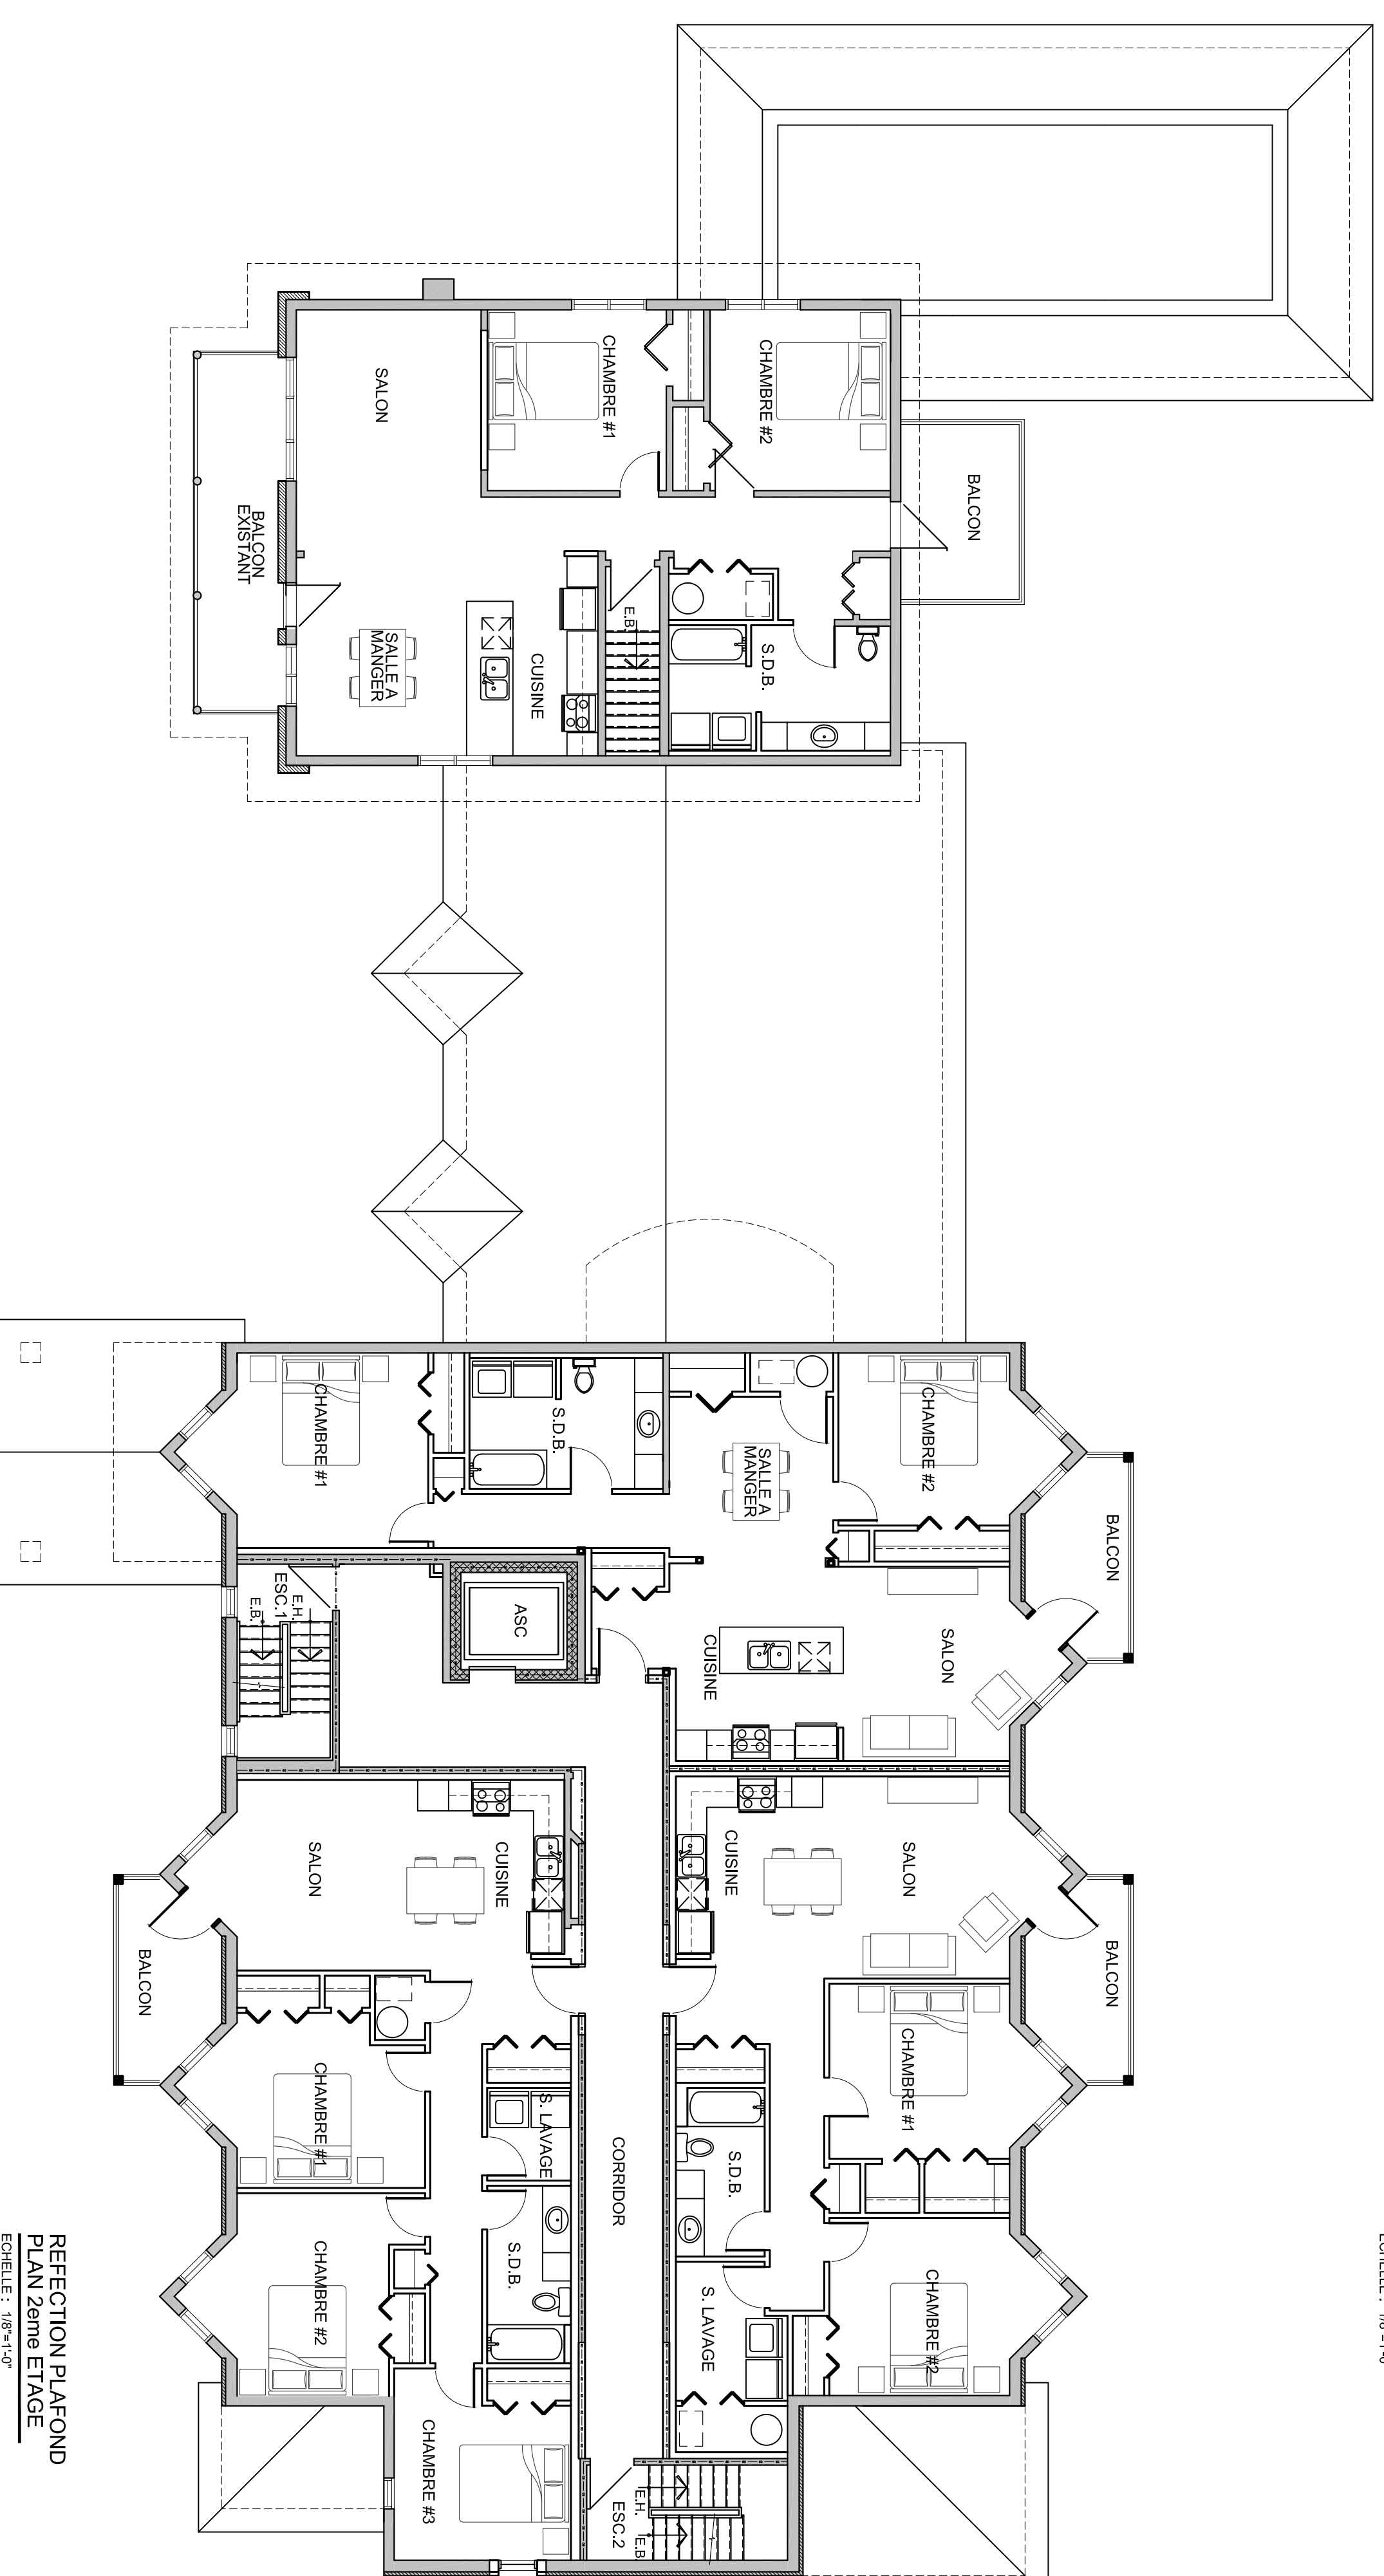 CHAMBRE #1
CHAMBRE #2
SALON
BALCON
BALCON
EXISTANT
SALLE A
MANGER
CUISINE
E.B.
S.D.B.
CHAMBRE #1
S.D.B.
SALLE A
MANGER
CHAMBRE #2
BALCON
ESC.1
E.H.
E.B.
ASC
CUISINE
SALON
SALON
CUISINE
CUISINE
SALON
BALCON
BALCON
CHAMBRE #1
S. LAVAGE
CORRIDOR
S.D.B.
CHAMBRE #1
CHAMBRE #2
S.D.B.
S. LAVAGE
CHAMBRE #2
CHAMBRE #3
ESC.2
E.H.
E.B.
REFECTION PLAFOND
PLAN 2eme ETAGE
ECHELLE : 1/8"=1'-0"